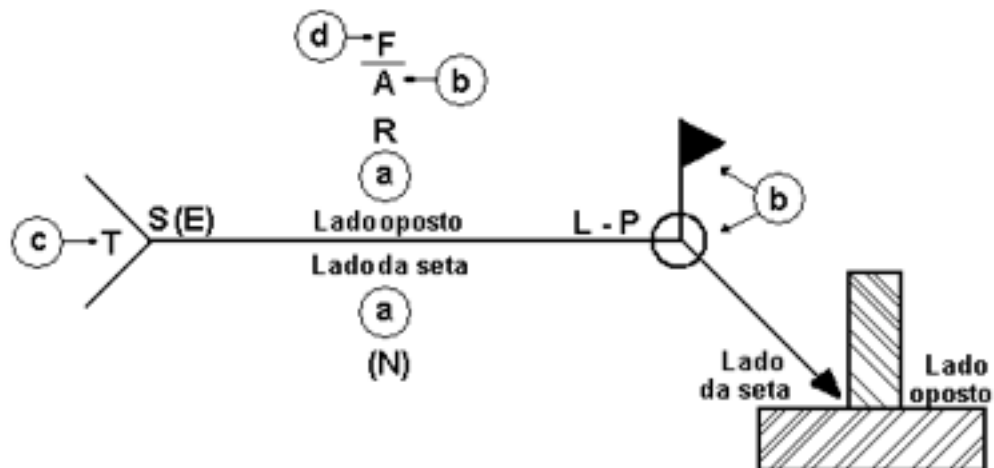 d F
A b
R
a
S (E) Lado oposto L - P b
c T
Lado da seta
a
(N)
Lado
da seta
Lado
oposto